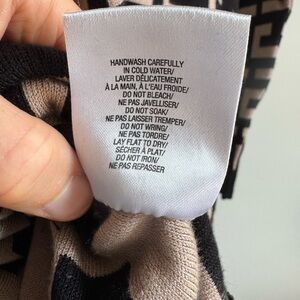 HANDWASH CAREFULLY
IN COLD WATER/
LAVER DÉLICATEMENT
À LA MAIN, À L'EAU FROIDE/
DO NOT BLEACH/
NE PAS JAVELLISER/
DO NOT SOAK/
NE PAS LAISSER TREMPER/
DO NOT WRING/
NE PAS TORDRE/
LAY FLAT TO DRY/
SÉCHER À PLAT/
DO NOT IRON/
NE PAS REPASSER